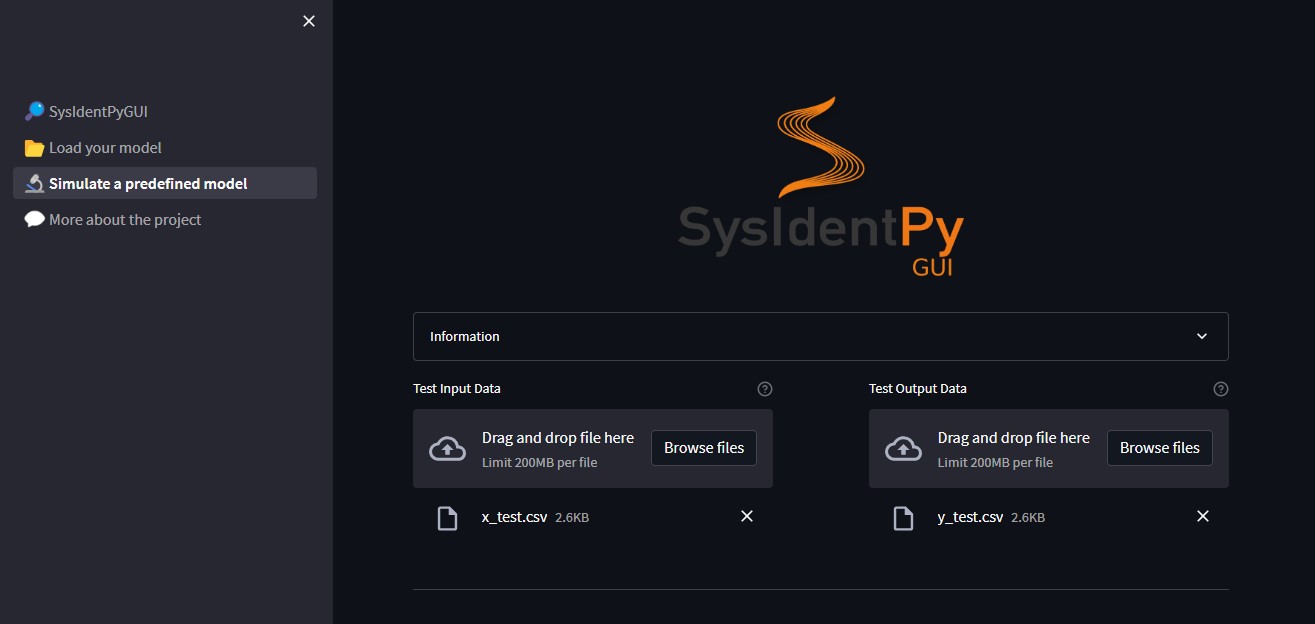 SysIdentPyGUI
Load your model
Simulate a predefined model
More about the project
SysIdentPy
GUI
Information
Test Input Data
Test Output Data
Drag and drop file here
Limit 200MB per file
Browse files
Drag and drop file here
Limit 200MB per file
Browse files
x_test.csv 2.6KB
y_test.csv 2.6KB